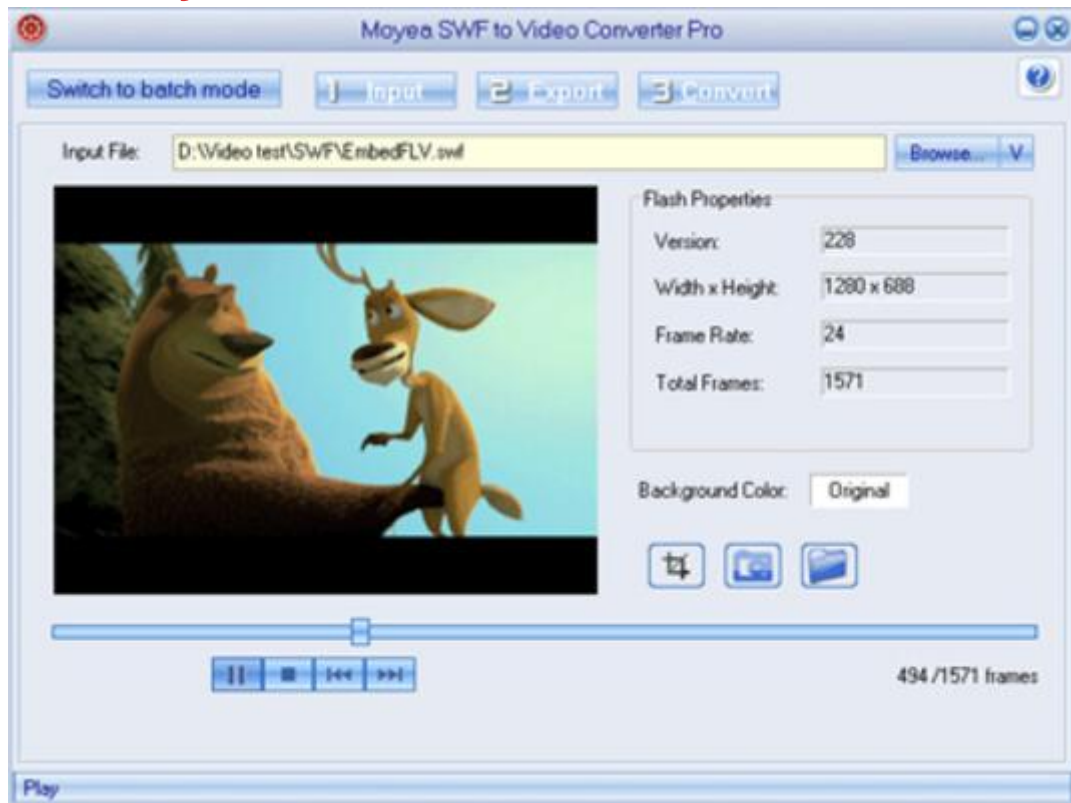 Moyea SWF to Video Converter Pro
Switch to batch mode 1 Input 2 Export 3 Convert
Input File: D:\Video test\SWF\EmbedFLV.swf Browse... V
Flash Properties
Version: 228
Width x Height: 1280 x 688
Frame Rate: 24
Total Frames: 1571
Background Color: Original
494 /1571 frames
Play